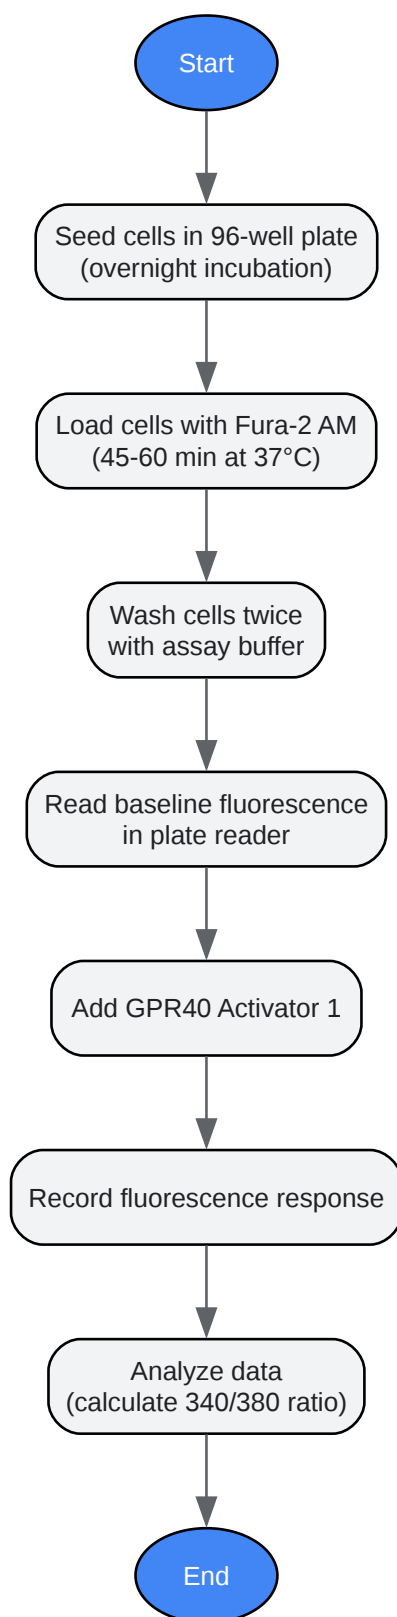 Start
Seed cells in 96-well plate
(overnight incubation)
Load cells with Fura-2 AM
(45-60 min at 37°C)
Wash cells twice
with assay buffer
Read baseline fluorescence
in plate reader
Add GPR40 Activator 1
Record fluorescence response
Analyze data
(calculate 340/380 ratio)
End